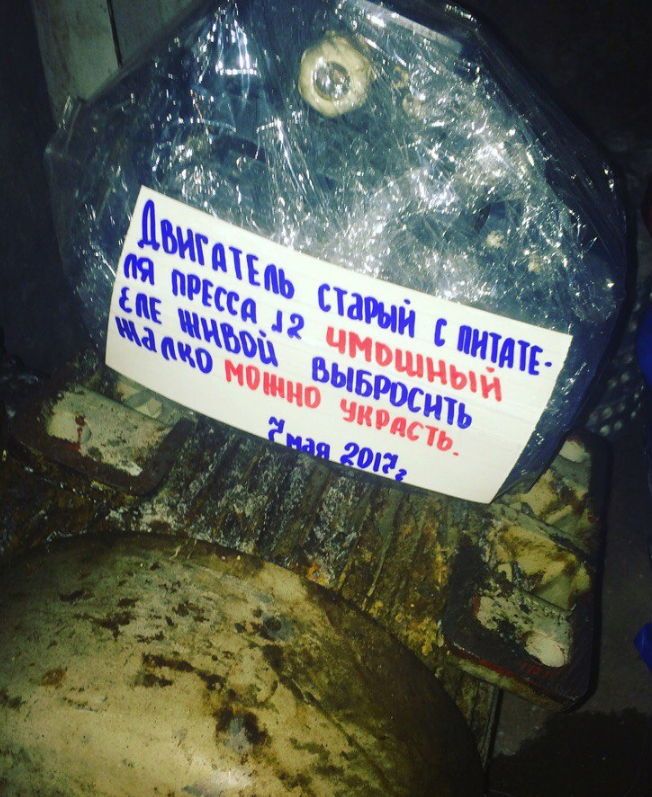 Двигатель старый с питате-
ля пресса 12 чмошный
еле живой выбросить
жалко можно украсть.
7 мая 2017г